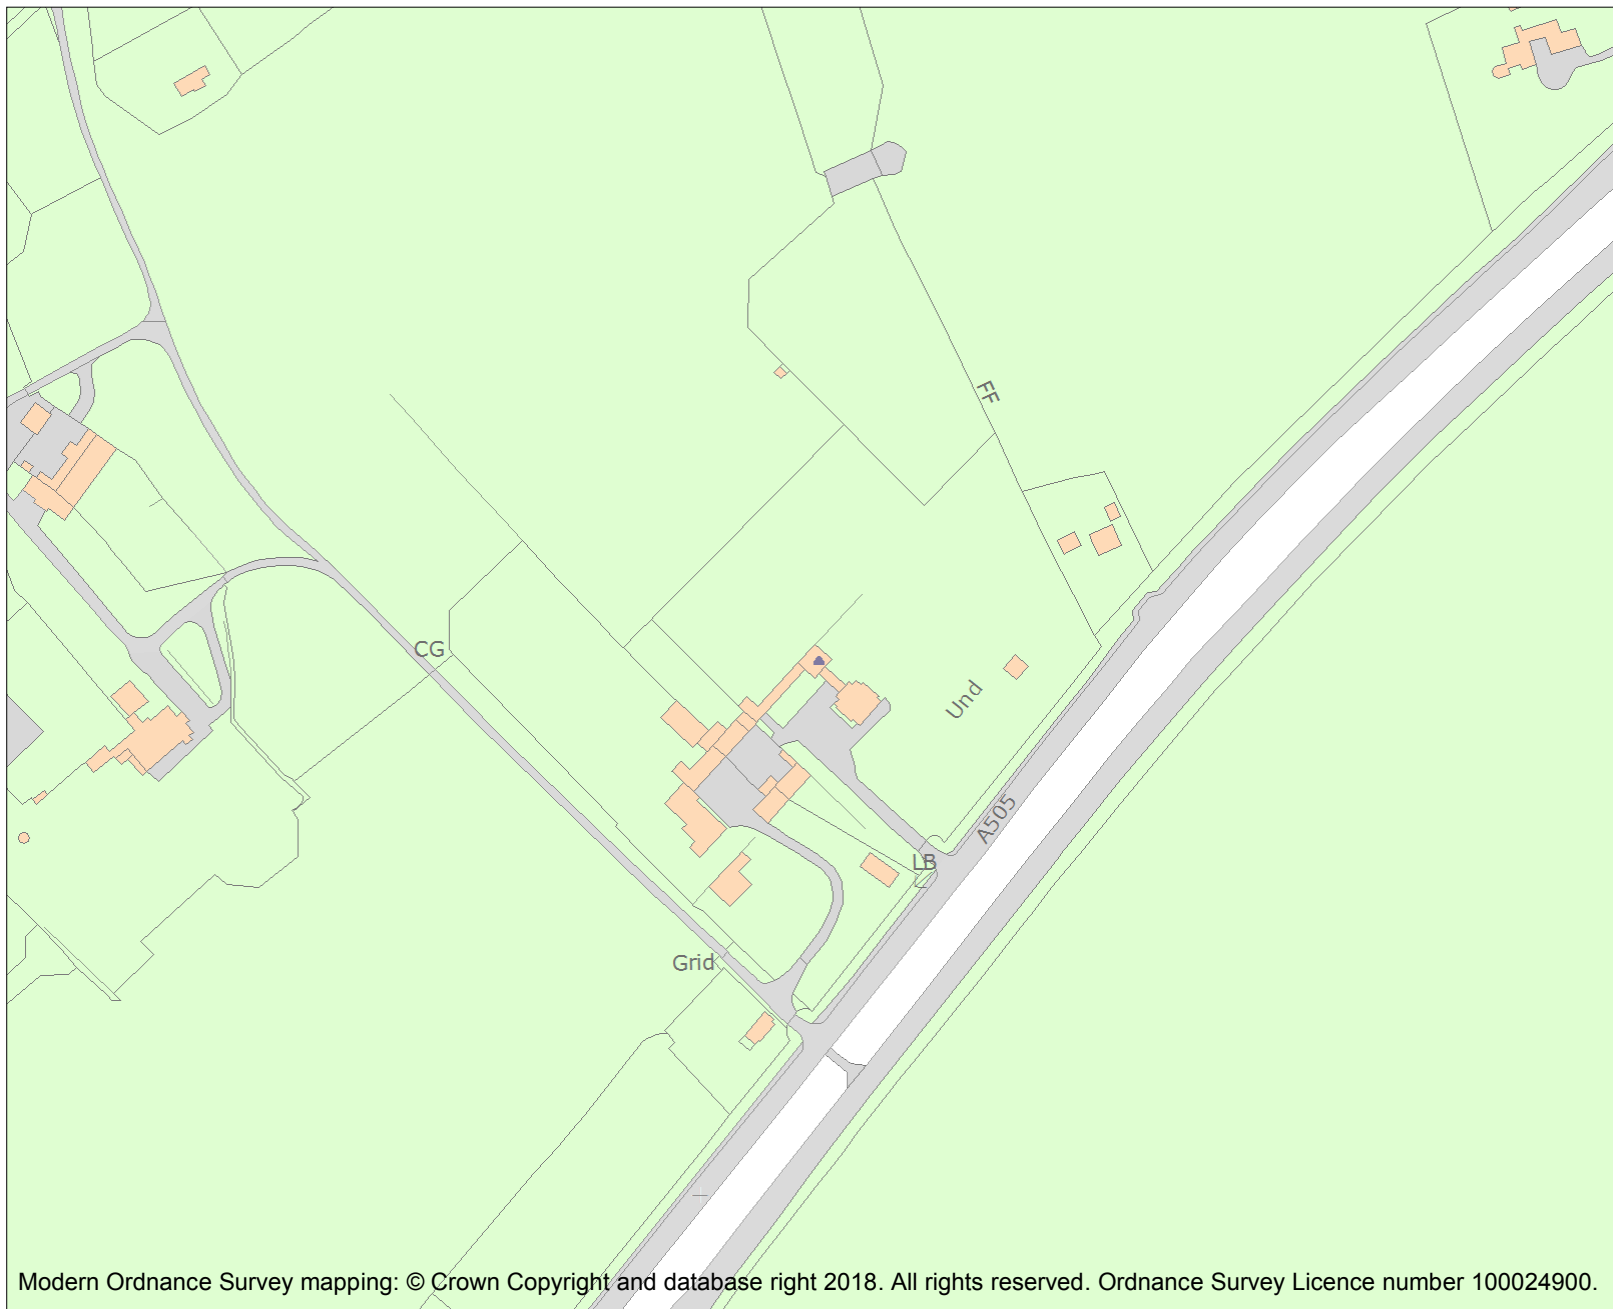 FF
CG
Und
A505
LB
Grid
Modern Ordnance Survey mapping: © Crown Copyright and database right 2018. All rights reserved. Ordnance Survey Licence number 100024900.